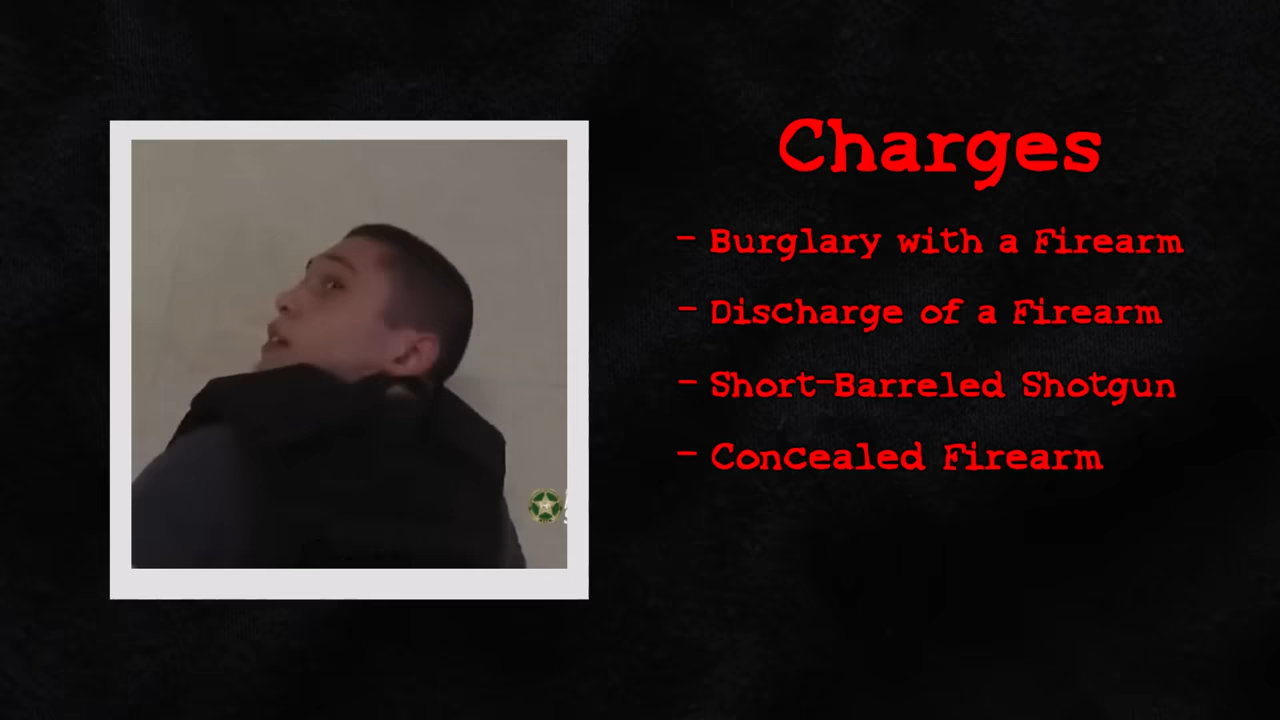 Charges
- Burglary with a Firearm
- Discharge of a Firearm
- Short-Barreled Shotgun
- Concealed Firearm